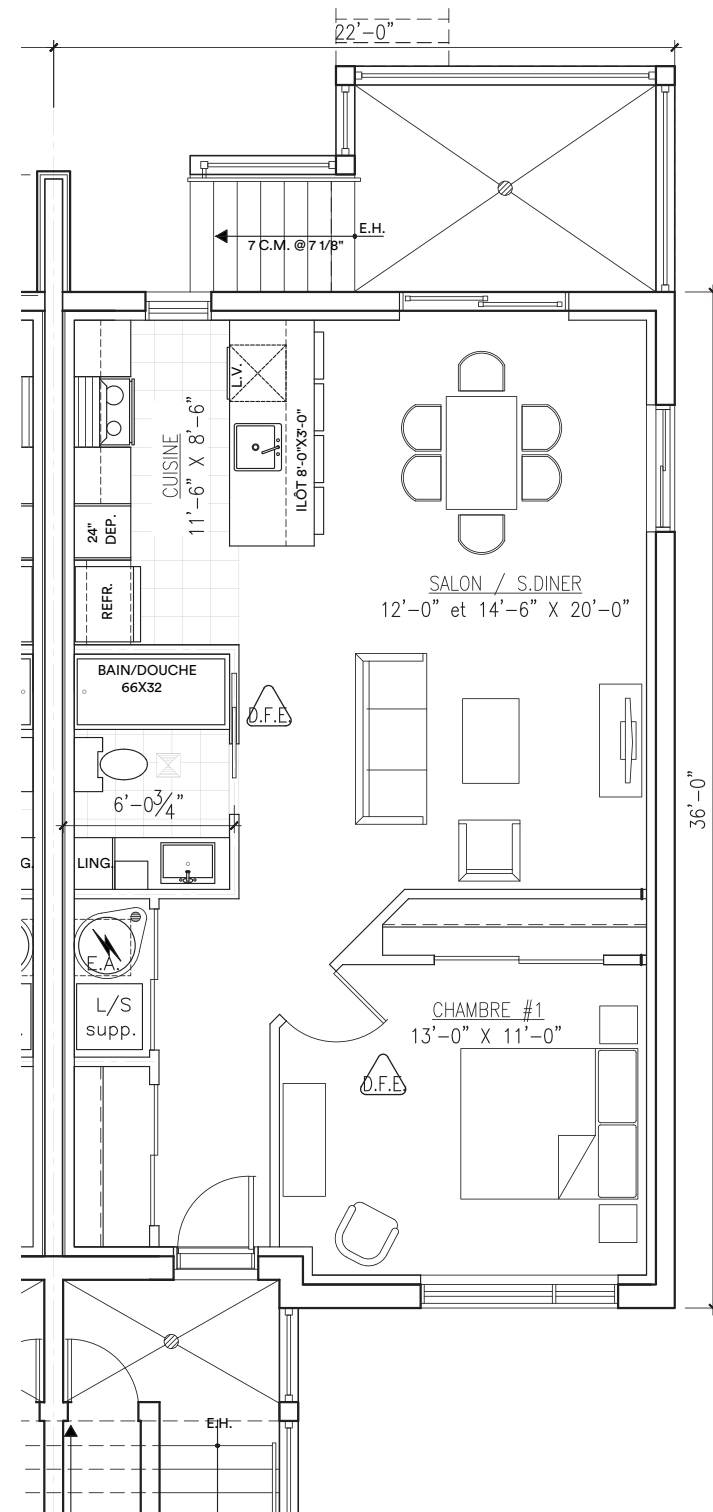 22'-0"
E.H.
7 C.M. @ 7 1/8"
L.V.
CUISINE
11'-6" X 8'-6"
ILÔT 8'-0"X3'-0"
24"
DEP.
REFR.
SALON / S.DINER
12'-0" et 14'-6" X 20'-0"
BAIN/DOUCHE
66X32
D.F.E.
6'-0 3/4"
36'-0"
G.
LING.
E.A.
L/S
supp.
CHAMBRE #1
13'-0" X 11'-0"
D.F.E.
E.H.